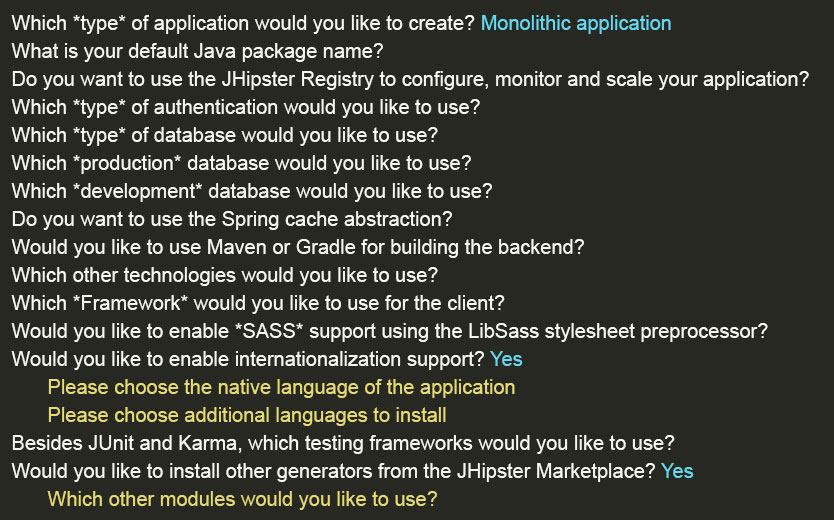 Which *type* of application would you like to create? Monolithic application
What is your default Java package name?
Do you want to use the JHipster Registry to configure, monitor and scale your application?
Which *type* of authentication would you like to use?
Which *type* of database would you like to use?
Which *production* database would you like to use?
Which *development* database would you like to use?
Do you want to use the Spring cache abstraction?
Would you like to use Maven or Gradle for building the backend?
Which other technologies would you like to use?
Which *Framework* would you like to use for the client?
Would you like to enable *SASS* support using the LibSass stylesheet preprocessor?
Would you like to enable internationalization support? Yes
Please choose the native language of the application
Please choose additional languages to install
Besides JUnit and Karma, which testing frameworks would you like to use?
Would you like to install other generators from the JHipster Marketplace? Yes
Which other modules would you like to use?